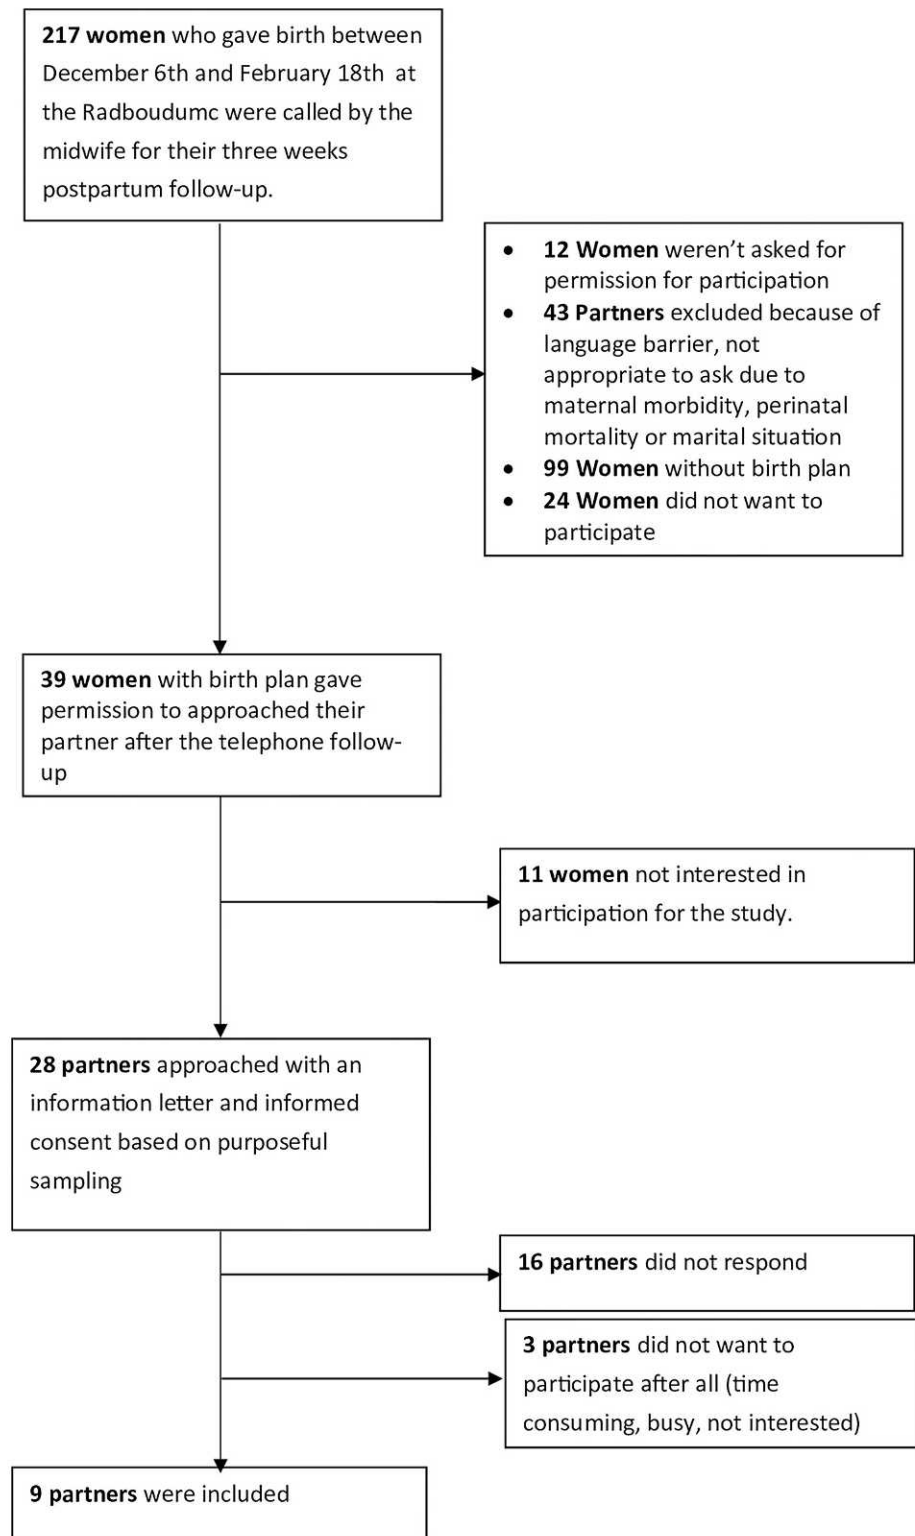 217 women who gave birth between
December 6th and February 18th at
the Radboudumc were called by the
midwife for their three weeks
postpartum follow-up.
• 12 Women weren’t asked for
permission for participation
• 43 Partners excluded because of
language barrier, not
appropriate to ask due to
maternal morbidity, perinatal
mortality or marital situation
• 99 Women without birth plan
• 24 Women did not want to
participate
39 women with birth plan gave
permission to approached their
partner after the telephone follow-
up
11 women not interested in
participation for the study.
28 partners approached with an
information letter and informed
consent based on purposeful
sampling
16 partners did not respond
3 partners did not want to
participate after all (time
consuming, busy, not interested)
9 partners were included